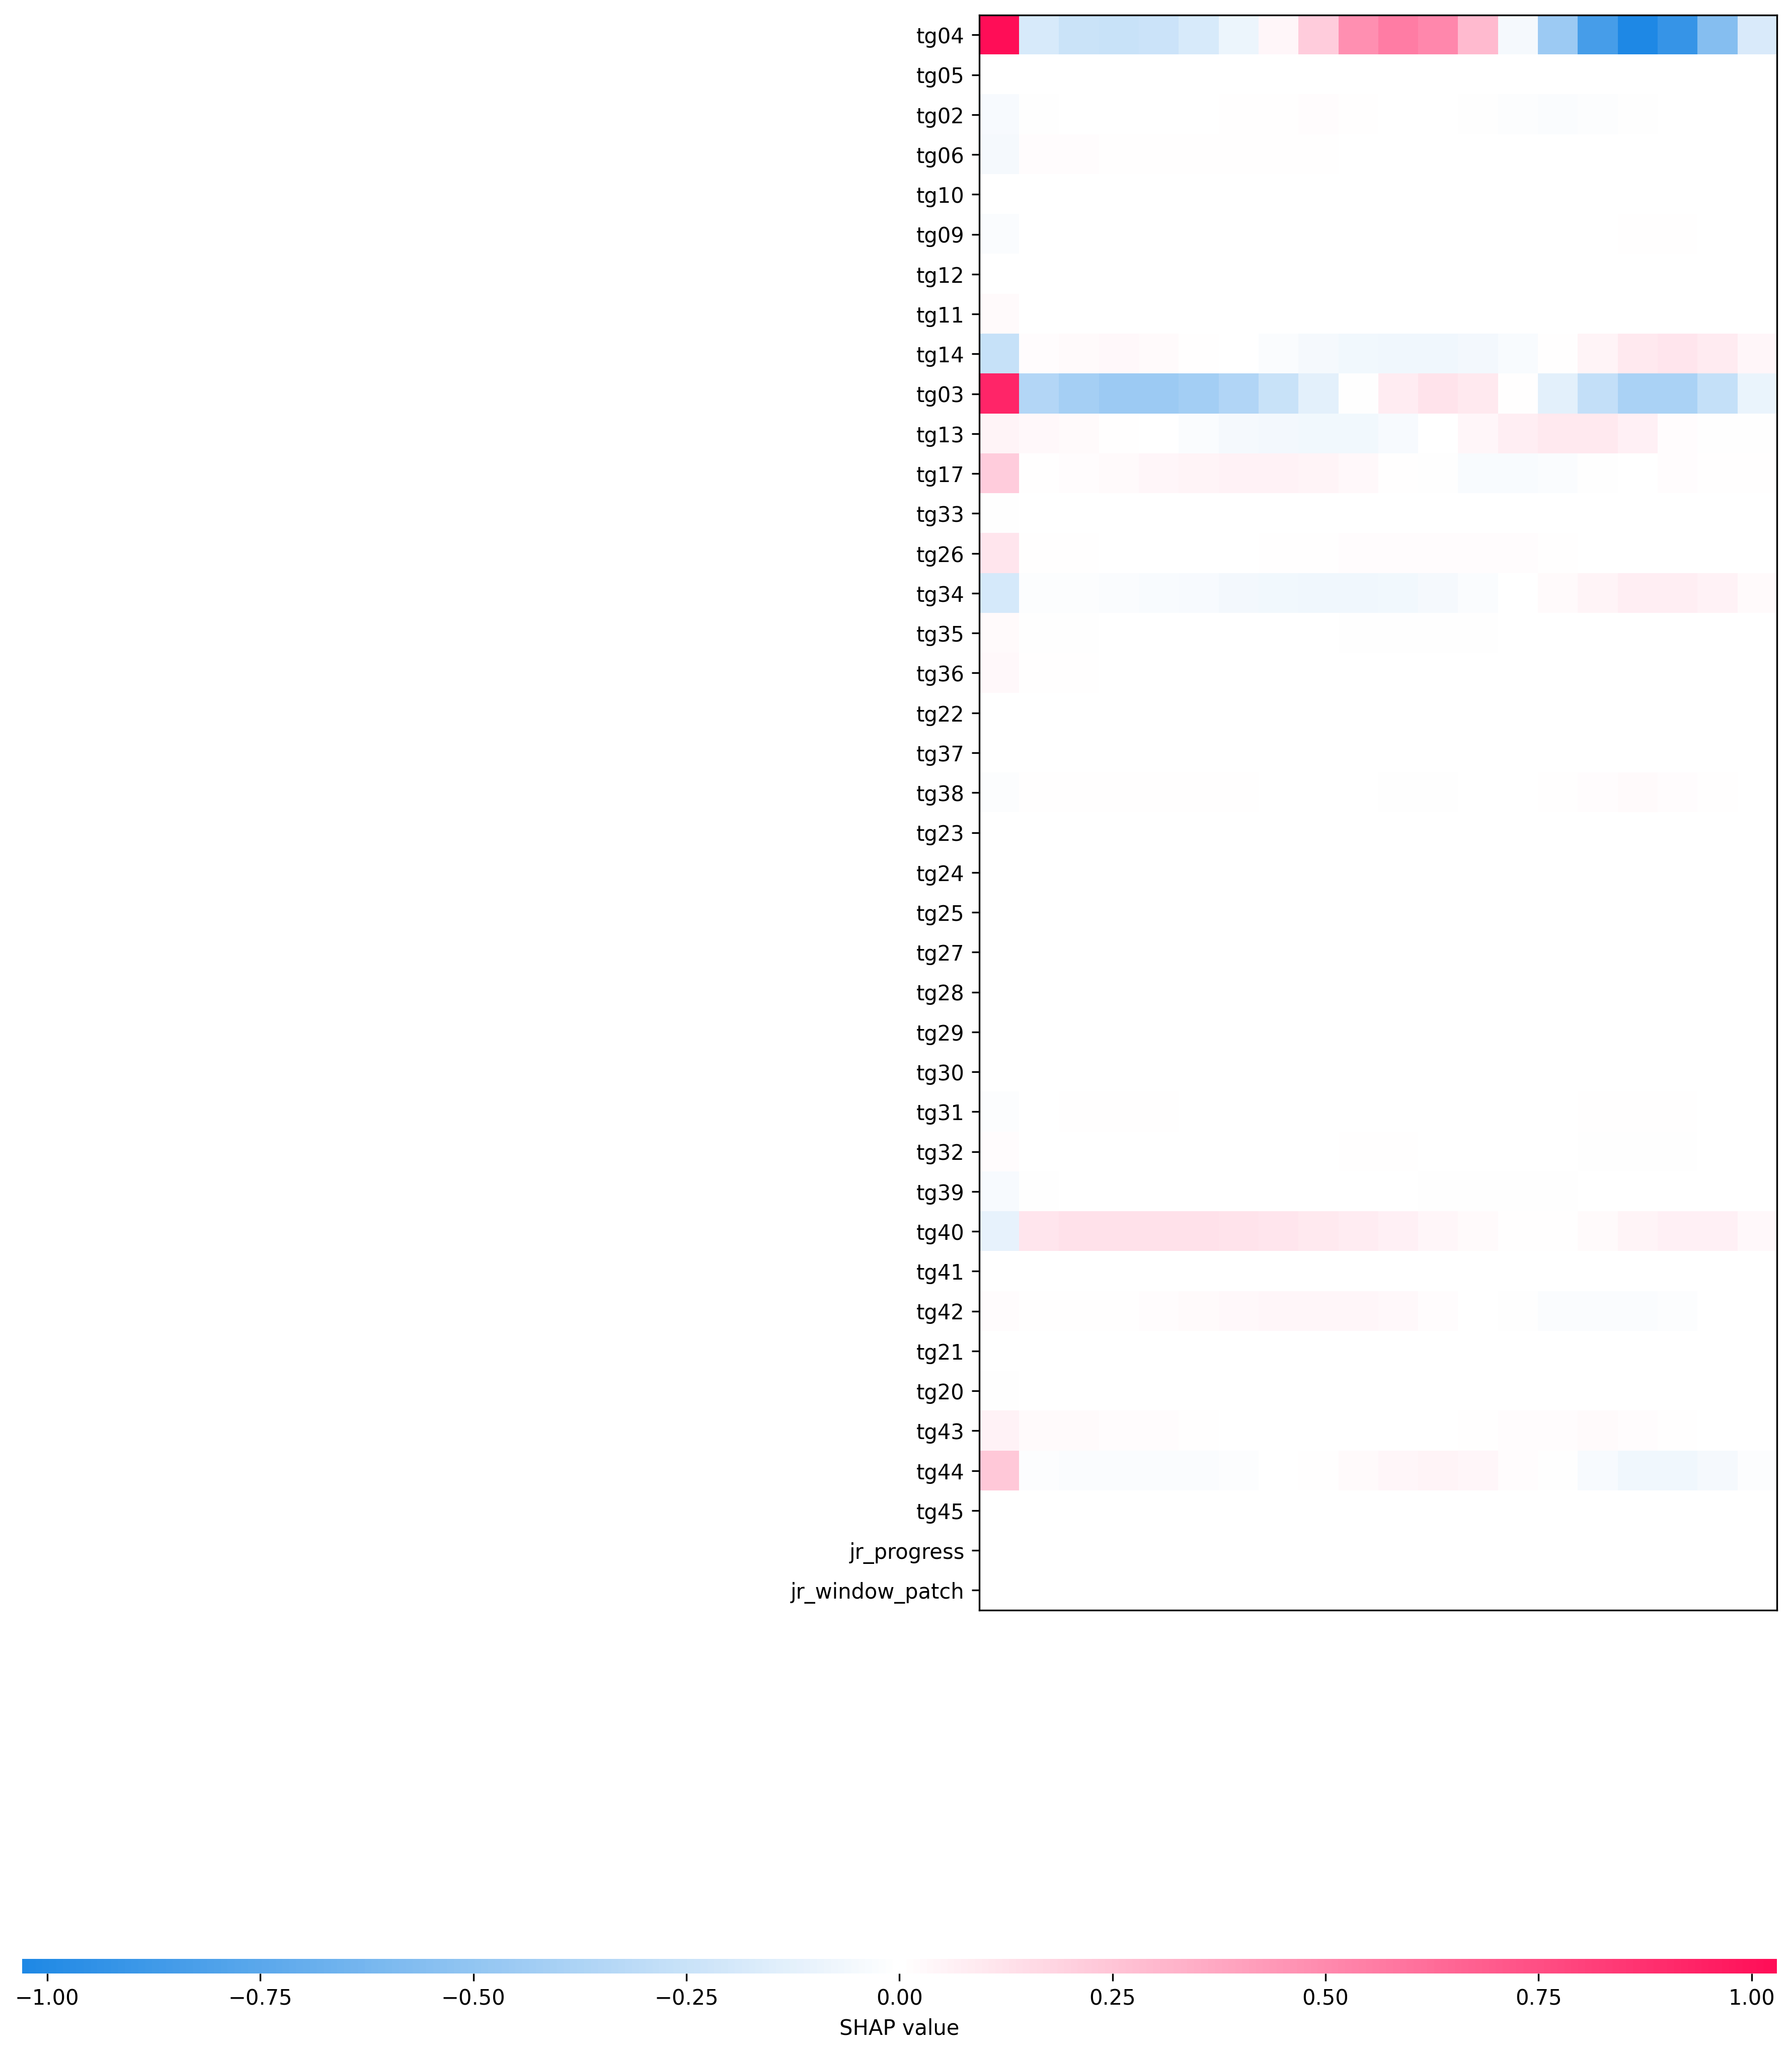 tg04
tg05
tg02
tg06
tg10
tg09
tg12
tg11
tg14
tg03
tg13
tg17
tg33
tg26
tg34
tg35
tg36
tg22
tg37
tg38
tg23
tg24
tg25
tg27
tg28
tg29
tg30
tg31
tg32
tg39
tg40
tg41
tg42
tg21
tg20
tg43
tg44
tg45
jr_progress
jr_window_patch
−1.00 −0.75 −0.50 −0.25 0.00 0.25 0.50 0.75 1.00
SHAP value